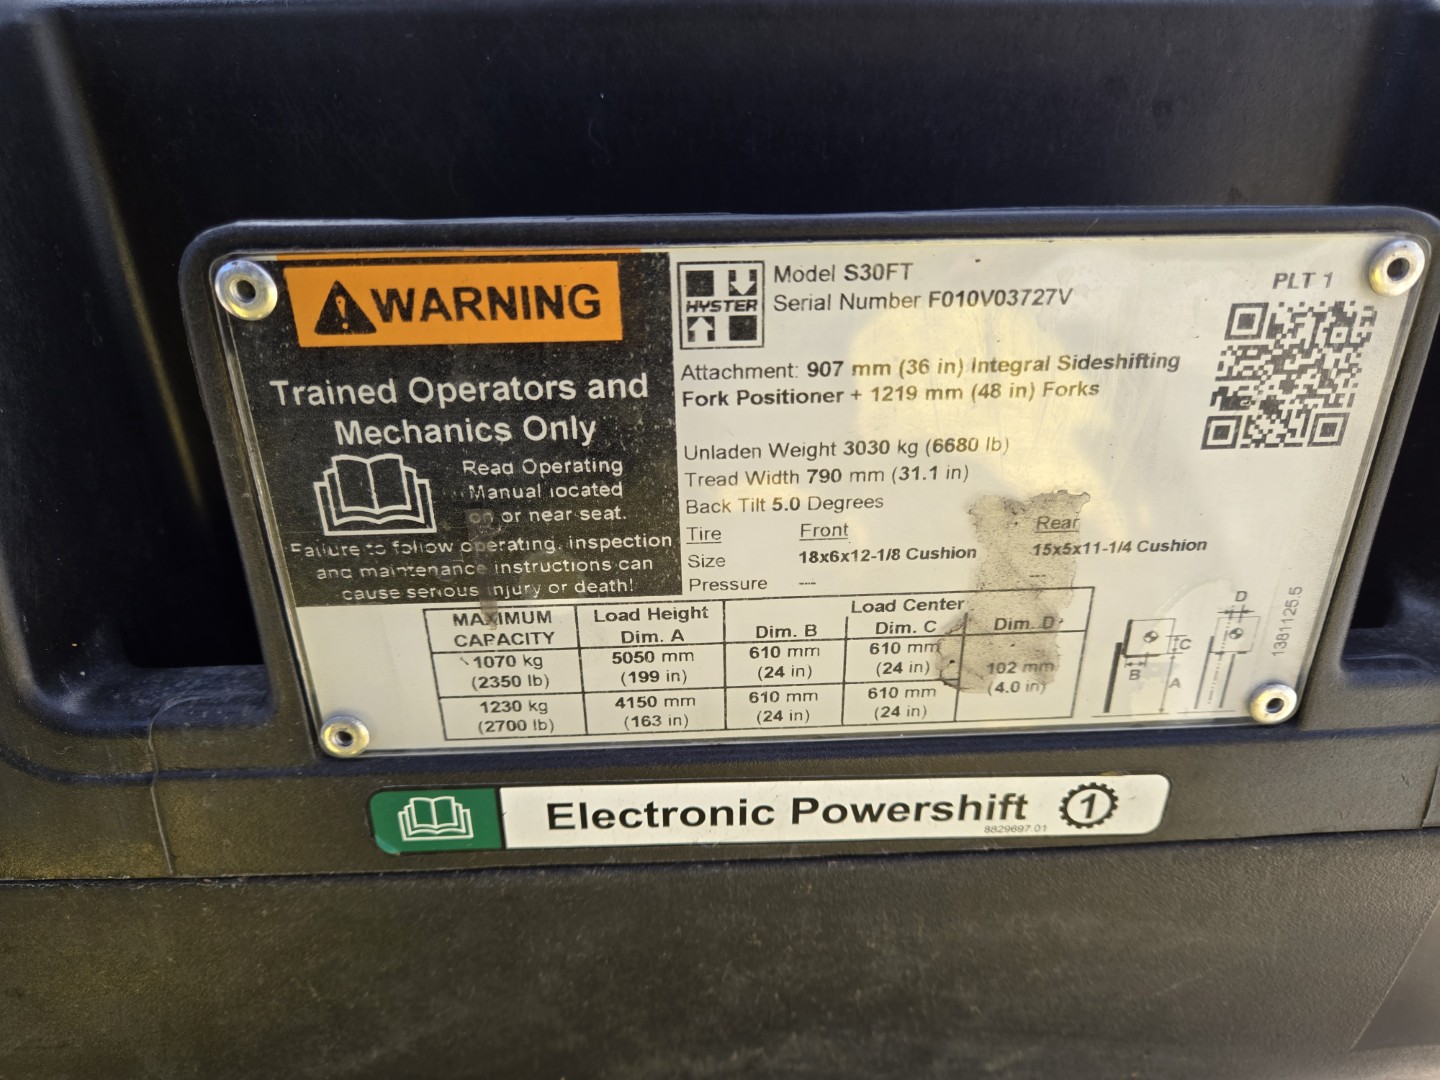 WARNING
Trained Operators and
Mechanics Only
Read Operating
Manual located
on or near seat.
Failure to follow operating, inspection
and maintenance instructions can
cause serious injury or death!
HYSTER
Model S30FT
Serial Number F010V03727V
PLT 1
Attachment: 907 mm (36 in) Integral Sideshifting
Fork Positioner + 1219 mm (48 in) Forks
Unladen Weight 3030 kg (6680 lb)
Tread Width 790 mm (31.1 in)
Back Tilt 5.0 Degrees
Tire Front Rear
Size 18x6x12-1/8 Cushion 15x5x11-1/4 Cushion
Pressure --- ---
MAXIMUM CAPACITY
Load Height Dim. A
Load Center
Dim. B Dim. C Dim. D
1070 kg 5050 mm 610 mm 610 mm 102 mm
(2350 lb) (199 in) (24 in) (24 in) (4.0 in)
1230 kg 4150 mm 610 mm 610 mm
(2700 lb) (163 in) (24 in) (24 in)
D
C
B
A
1381125.5
Electronic Powershift 1
8829697.01